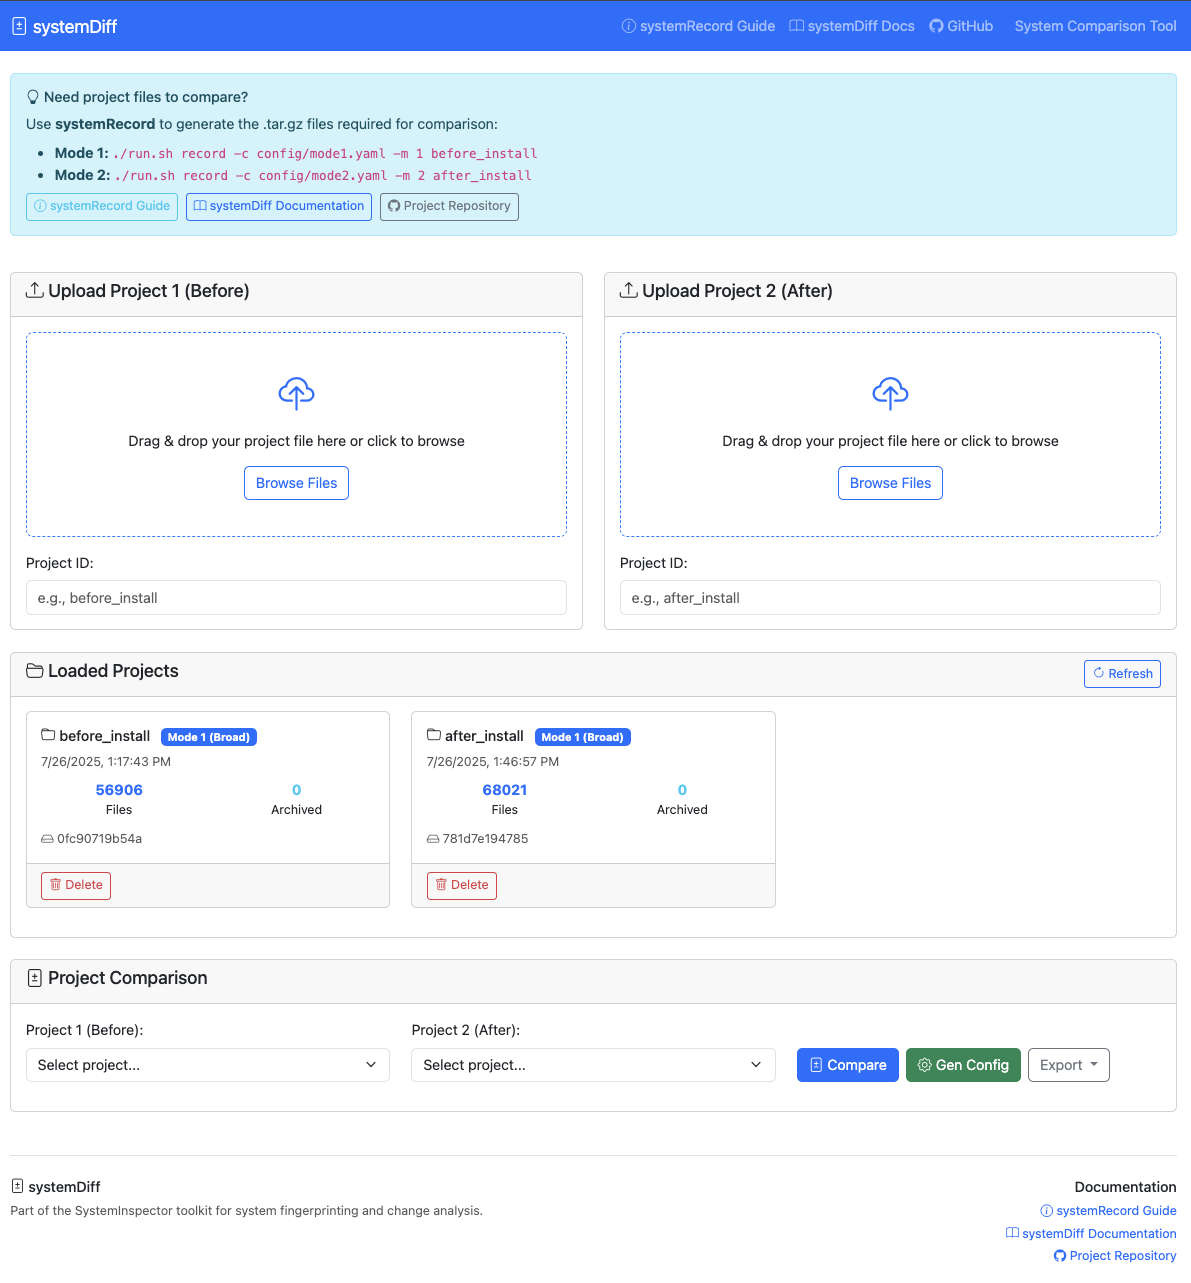 systemDiff
systemRecord Guide
systemDiff Docs
GitHub
System Comparison Tool
Need project files to compare?
Use systemRecord to generate the .tar.gz files required for comparison:
Mode 1: ./run.sh record -c config/mode1.yaml -m 1 before_install
Mode 2: ./run.sh record -c config/mode2.yaml -m 2 after_install
systemRecord Guide
systemDiff Documentation
Project Repository
Upload Project 1 (Before)
Drag & drop your project file here or click to browse
Browse Files
Project ID:
e.g., before_install
Upload Project 2 (After)
Drag & drop your project file here or click to browse
Browse Files
Project ID:
e.g., after_install
Loaded Projects
Refresh
before_install Mode 1 (Broad)
7/26/2025, 1:17:43 PM
56906
Files
0
Archived
0fc90719b54a
Delete
after_install Mode 1 (Broad)
7/26/2025, 1:46:57 PM
68021
Files
0
Archived
781d7e194785
Delete
Project Comparison
Project 1 (Before):
Select project...
Project 2 (After):
Select project...
Compare
Gen Config
Export
systemDiff
Part of the SystemInspector toolkit for system fingerprinting and change analysis.
Documentation
systemRecord Guide
systemDiff Documentation
Project Repository